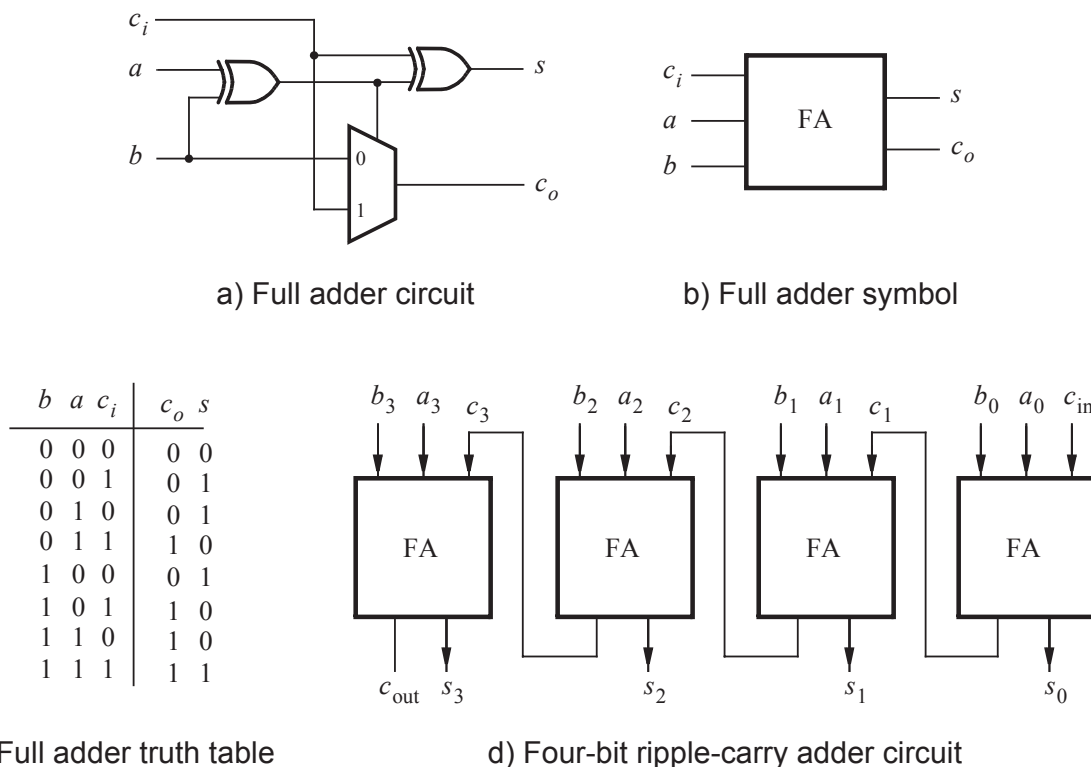 c_i
a
b
0
1
s
c_o
a) Full adder circuit
c_i
a
b
FA
s
c_o
b) Full adder symbol
b a c_i c_o s
0 0 0 0 0
0 0 1 0 1
0 1 0 0 1
0 1 1 1 0
1 0 0 0 1
1 0 1 1 0
1 1 0 1 0
1 1 1 1 1
Full adder truth table
b_3 a_3 c_3 b_2 a_2 c_2 b_1 a_1 c_1 b_0 a_0 c_in
FA FA FA FA
c_out s_3 s_2 s_1 s_0
d) Four-bit ripple-carry adder circuit